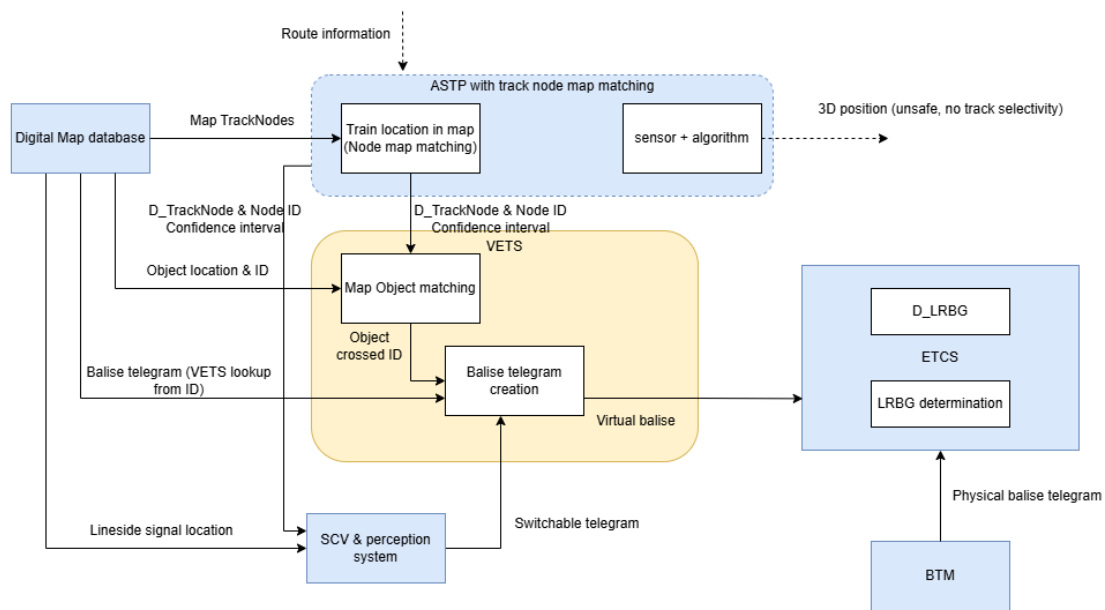 Route information
ASTP with track node map matching
Digital Map database
Map TrackNodes
Train location in map
(Node map matching)
sensor + algorithm
3D position (unsafe, no track selectivity)
D_TrackNode & Node ID
Confidence interval
D_TrackNode & Node ID
Confidence interval
VETS
Object location & ID
Map Object matching
D_LRBG
ETCS
LRBG determination
Object
crossed ID
Balise telegram (VETS lookup
from ID)
Balise telegram
creation
Virtual balise
Physical balise telegram
Lineside signal location
SCV & perception
system
Switchable telegram
BTM